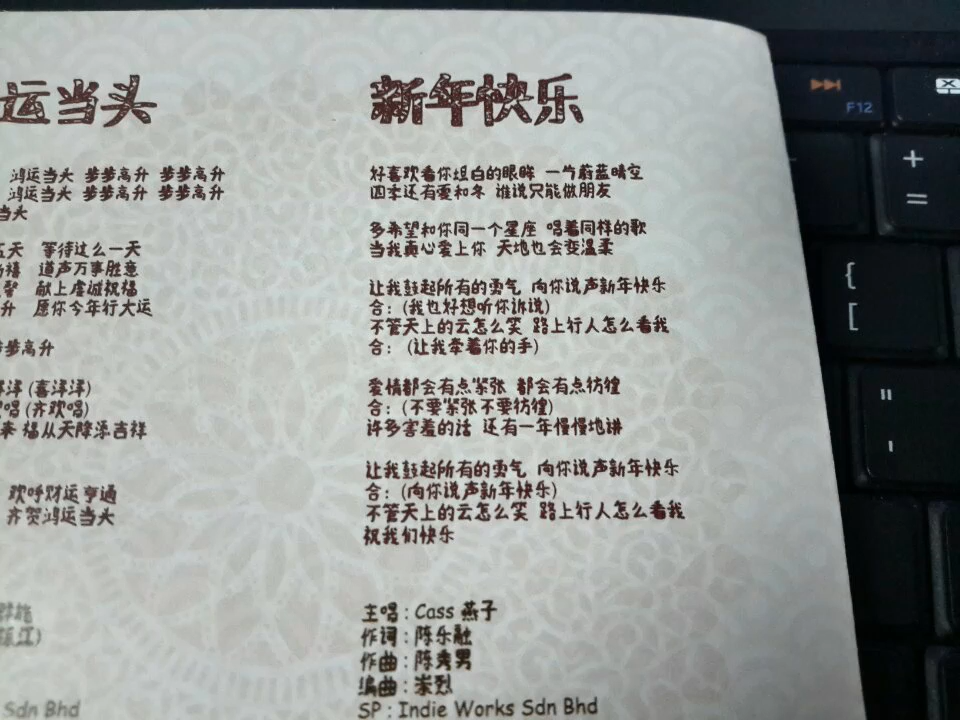 运当头
鸿运当头 步步高升 步步高升
鸿运当头 步步高升 步步高升
当头
五天 等待过么一天
禧 道声万事胜意
馨 献上虔诚祝福
升 愿你今年行大运
步步高升
洋洋 (喜洋洋)
欢唱 (齐欢唱)
来 福从天降添吉祥
欢呼财运亨通
齐贺鸿运当头
Sdn Bhd
新年快乐
好喜欢看你坦白的眼眸 一片蔚蓝晴空
四季还有夏和冬 谁说只能做朋友
多希望和你同一个星座 唱着同样的歌
当我真心爱上你 天地也会变温柔
让我鼓起所有的勇气 向你说声新年快乐
合: (我也好想听你诉说)
不管天上的云怎么笑 路上行人怎么看我
合: (让我牵着你的手)
爱情都会有点紧张 都会有点彷徨
合: (不要紧张不要彷徨)
许多害羞的话 还有一年慢慢地讲
让我鼓起所有的勇气 向你说声新年快乐
合: (向你说声新年快乐)
不管天上的云怎么笑 路上行人怎么看我
祝我们快乐
主唱 : Cass 燕子
作词 : 陈乐融
作曲 : 陈秀男
编曲 : 崇烈
SP : Indie Works Sdn Bhd
F12
+
=
{
[
"
'